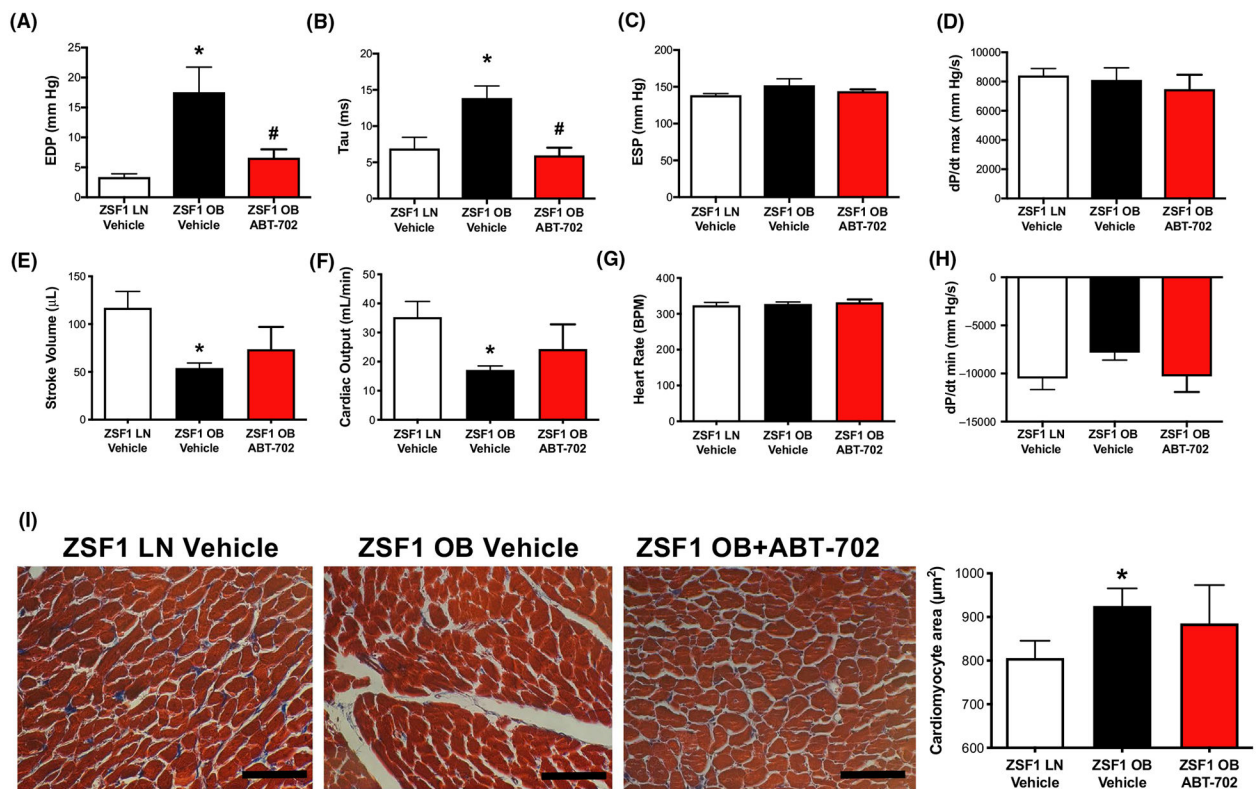 (A)
EDP (mm Hg)
25
20
15
10
5
0
*
#
ZSF1 LN
Vehicle
ZSF1 OB
Vehicle
ZSF1 OB
ABT-702
(B)
Tau (ms)
20
15
10
5
0
*
#
ZSF1 LN
Vehicle
ZSF1 OB
Vehicle
ZSF1 OB
ABT-702
(C)
ESP (mm Hg)
200
150
100
50
0
ZSF1 LN
Vehicle
ZSF1 OB
Vehicle
ZSF1 OB
ABT-702
(D)
dP/dt max (mm Hg/s)
10000
8000
6000
4000
2000
0
ZSF1 LN
Vehicle
ZSF1 OB
Vehicle
ZSF1 OB
ABT-702
(E)
Stroke Volume (µL)
150
100
50
0
*
ZSF1 LN
Vehicle
ZSF1 OB
Vehicle
ZSF1 OB
ABT-702
(F)
Cardiac Output (mL/min)
50
40
30
20
10
0
*
ZSF1 LN
Vehicle
ZSF1 OB
Vehicle
ZSF1 OB
ABT-702
(G)
Heart Rate (BPM)
400
300
200
100
0
ZSF1 LN
Vehicle
ZSF1 OB
Vehicle
ZSF1 OB
ABT-702
(H)
dP/dt min (mm Hg/s)
0
−5000
−10000
−15000
ZSF1 LN
Vehicle
ZSF1 OB
Vehicle
ZSF1 OB
ABT-702
(I)
ZSF1 LN Vehicle
ZSF1 OB Vehicle
ZSF1 OB+ABT-702
Cardiomyocyte area (µm²)
1000
900
800
700
600
*
ZSF1 LN
Vehicle
ZSF1 OB
Vehicle
ZSF1 OB
ABT-702